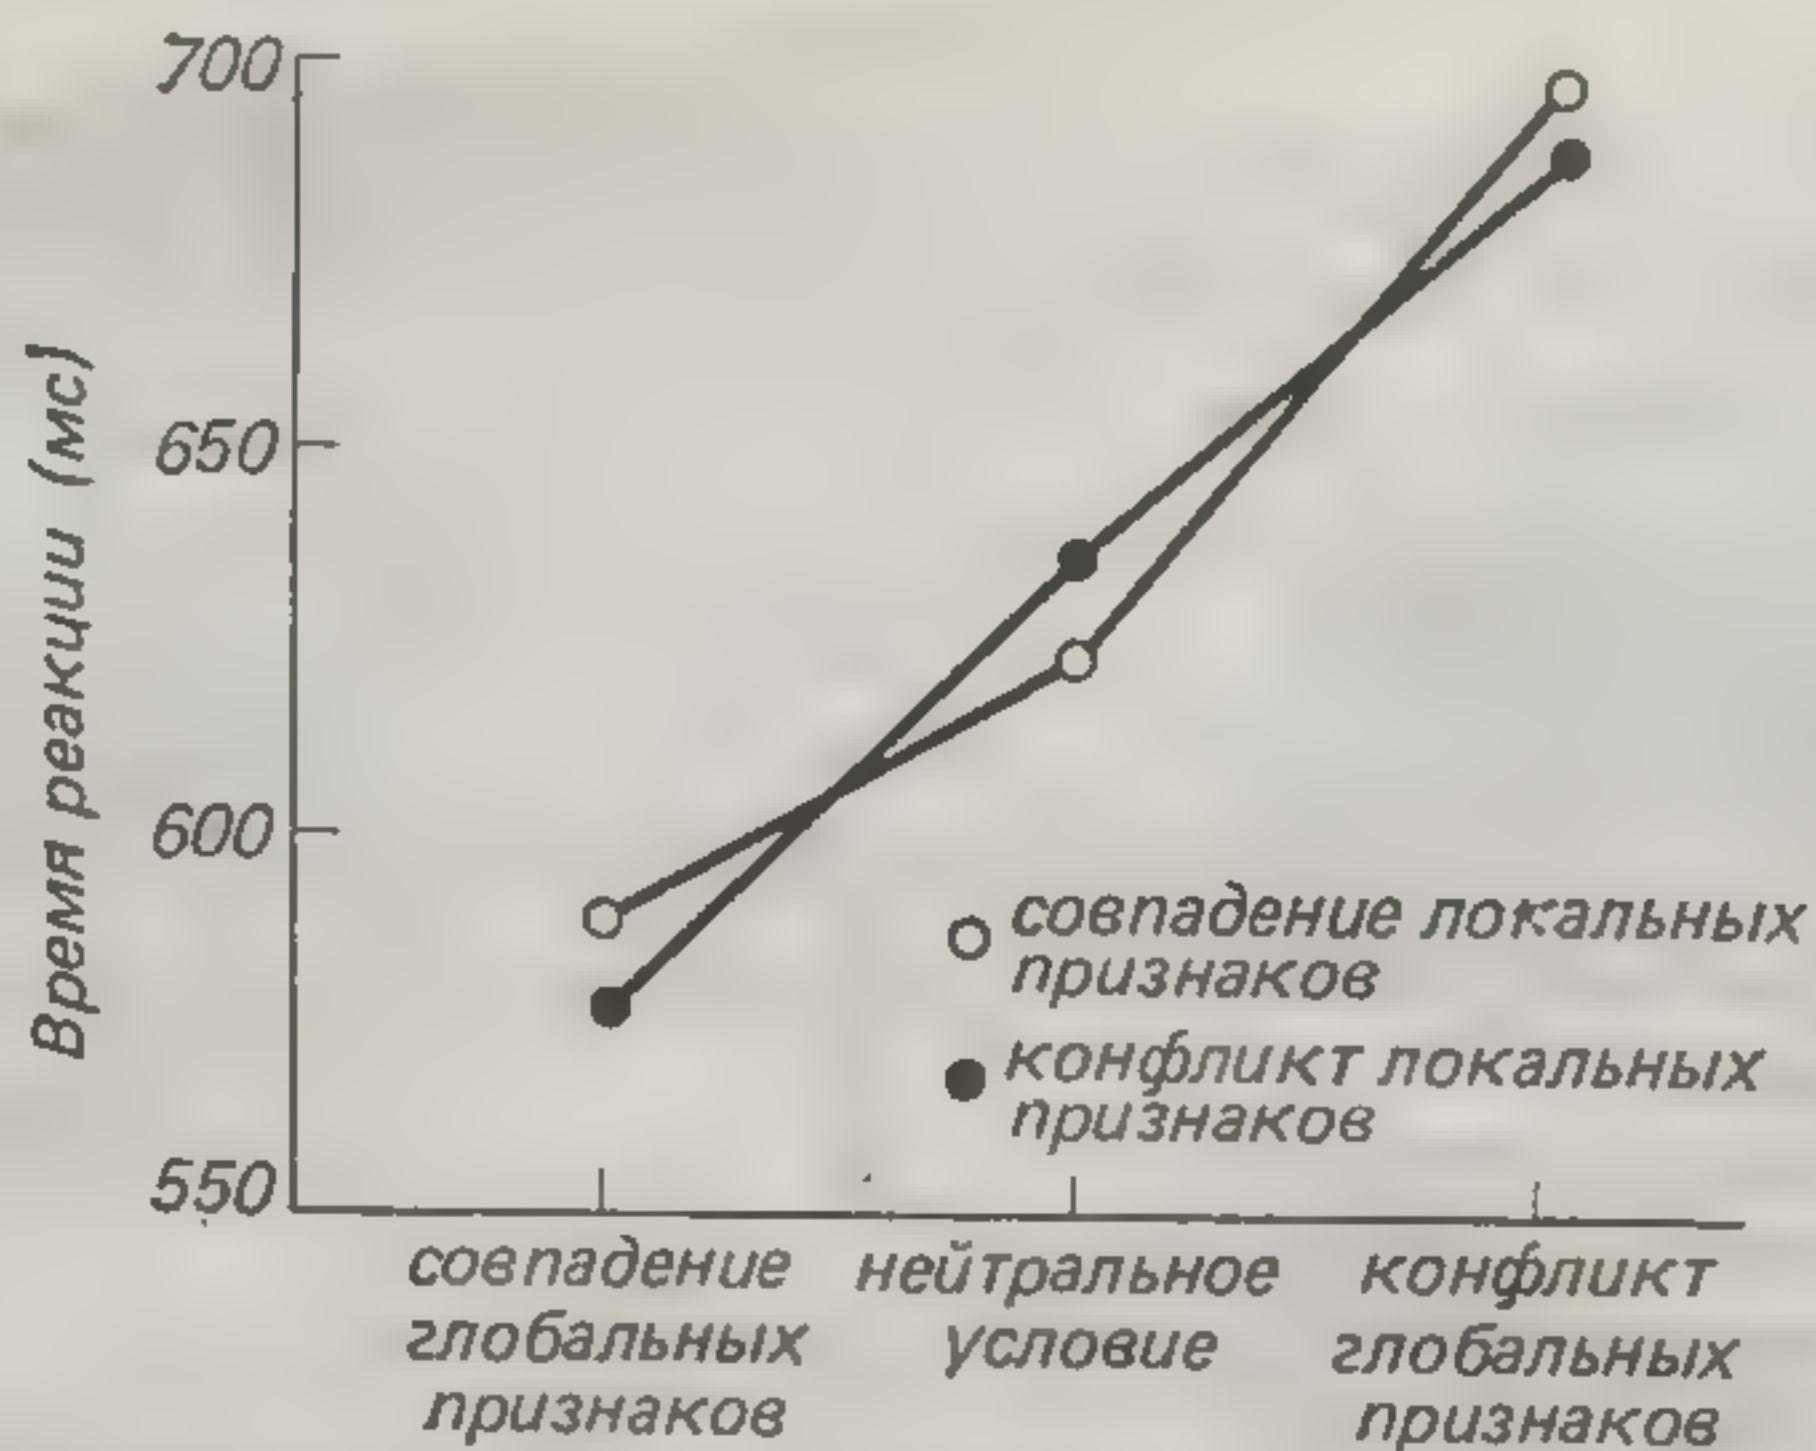 700
650
600
550
Время реакции (мс)
совпадение локальных
признаков
конфликт локальных
признаков
совпадение
глобальных
признаков
нейтральное
условие
конфликт
глобальных
признаков